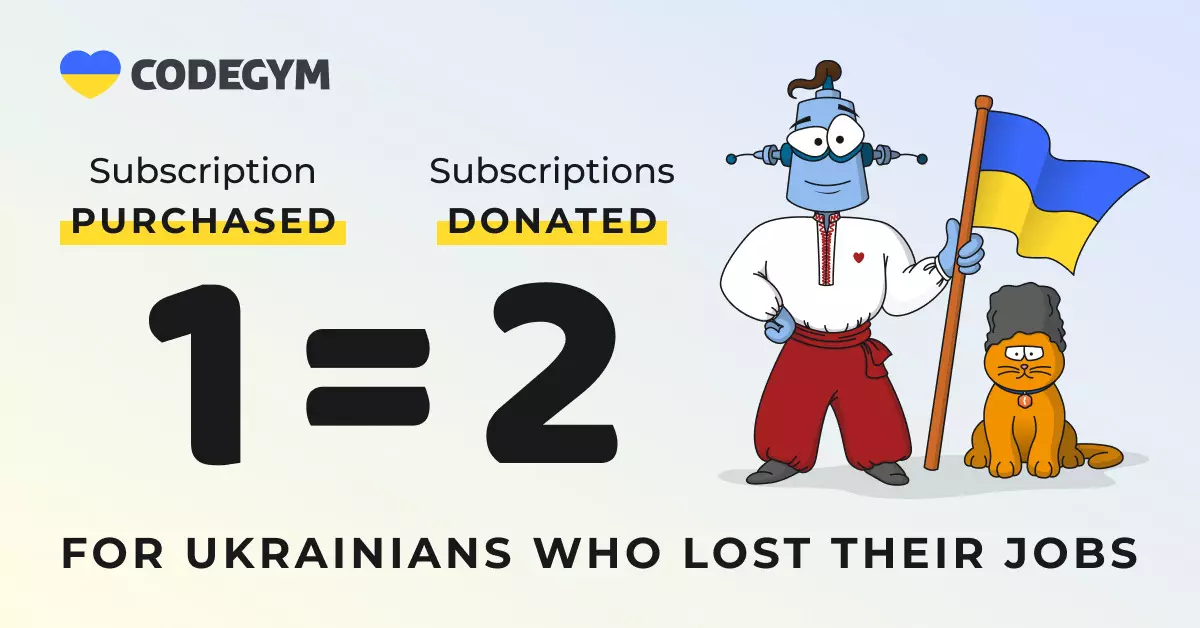 CODEGYM
Subscription
PURCHASED
Subscriptions
DONATED
1 = 2
FOR UKRAINIANS WHO LOST THEIR JOBS